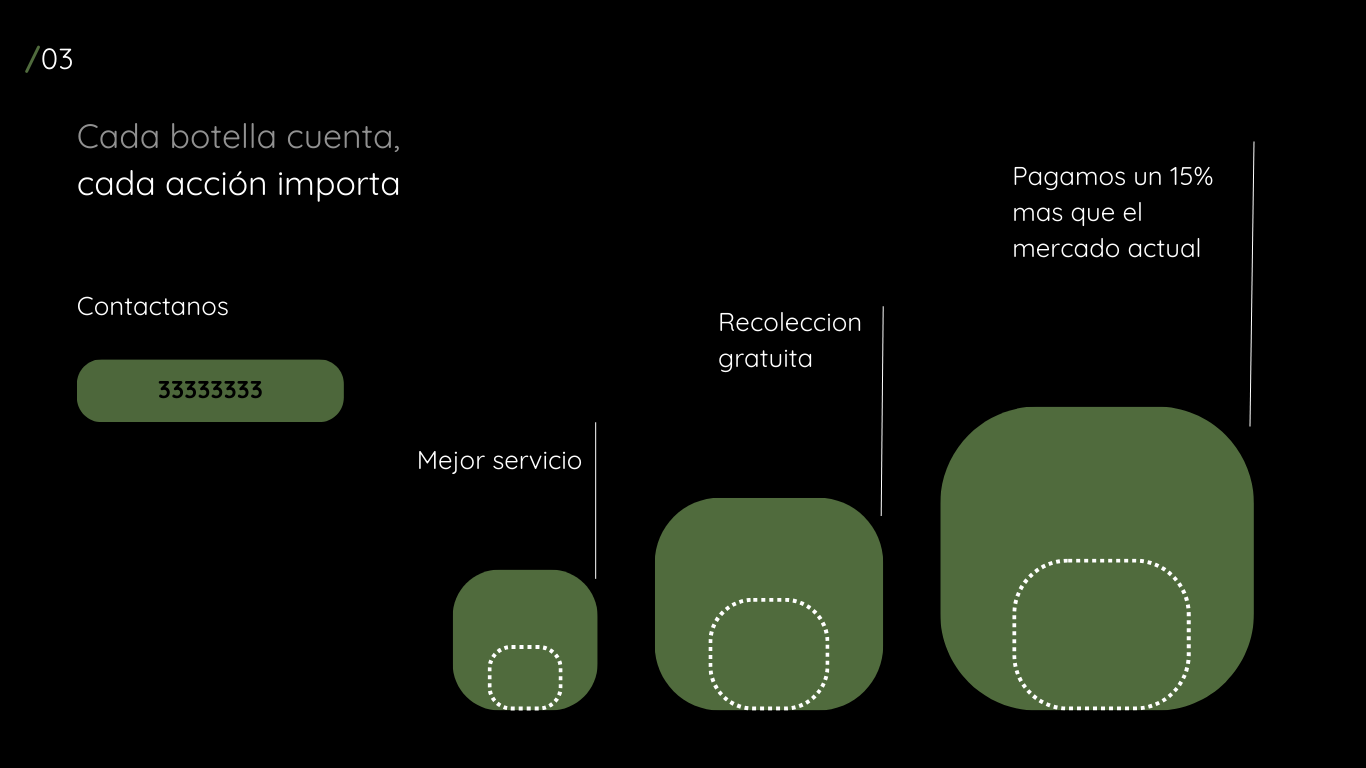 /03
Cada botella cuenta,
cada acción importa
Contactanos
33333333
Mejor servicio
Recoleccion
gratuita
Pagamos un 15%
mas que el
mercado actual